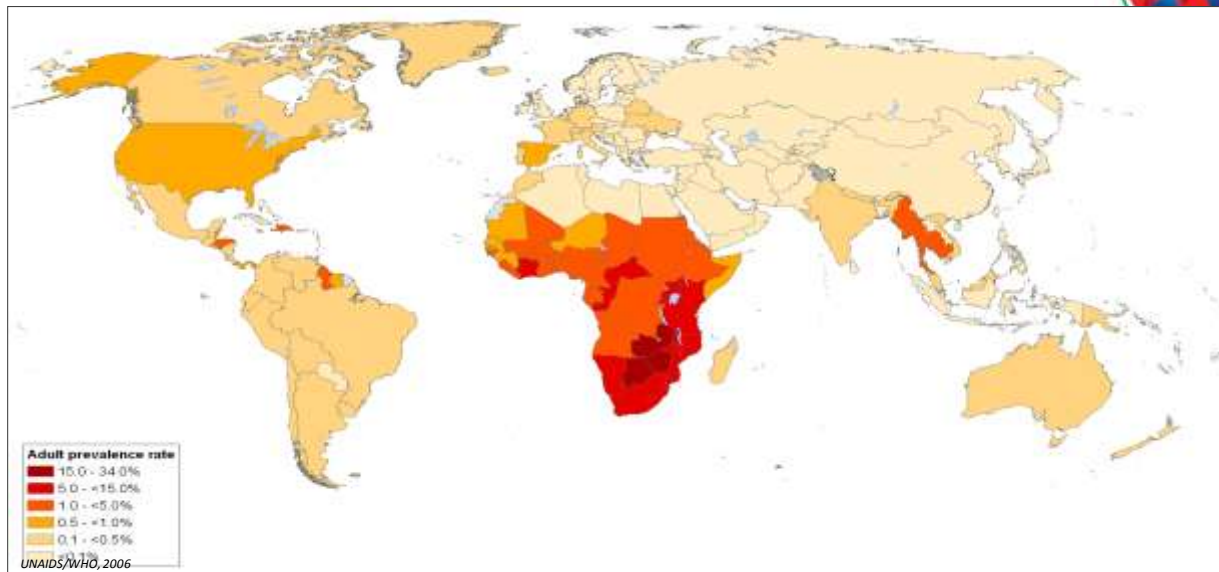 Adult prevalence rate
15.0 - 34.0%
5.0 - <15.0%
1.0 - <5.0%
0.5 - <1.0%
0.1 - <0.5%
<0.1%
UNAIDS/WHO, 2006